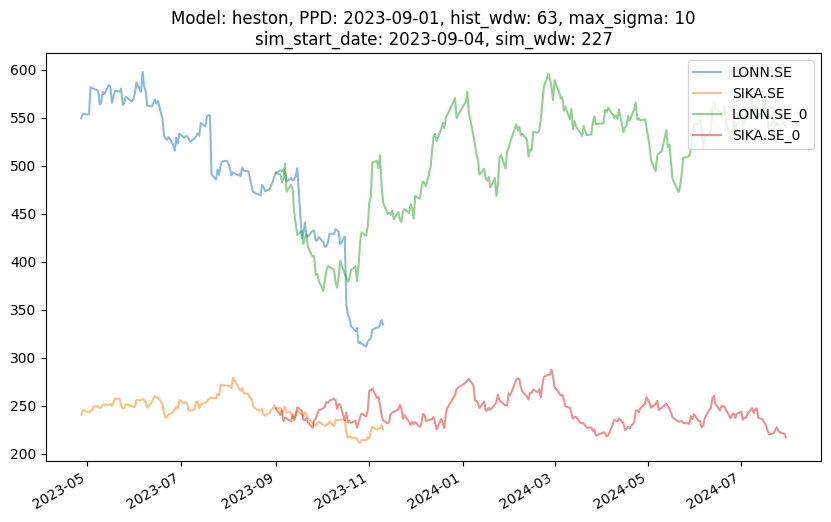 Model: heston, PPD: 2023-09-01, hist_wdw: 63, max_sigma: 10
sim_start_date: 2023-09-04, sim_wdw: 227
LONN.SE
SIKA.SE
LONN.SE_0
SIKA.SE_0
600
550
500
450
400
350
300
250
200
2023-05
2023-07
2023-09
2023-11
2024-01
2024-03
2024-05
2024-07